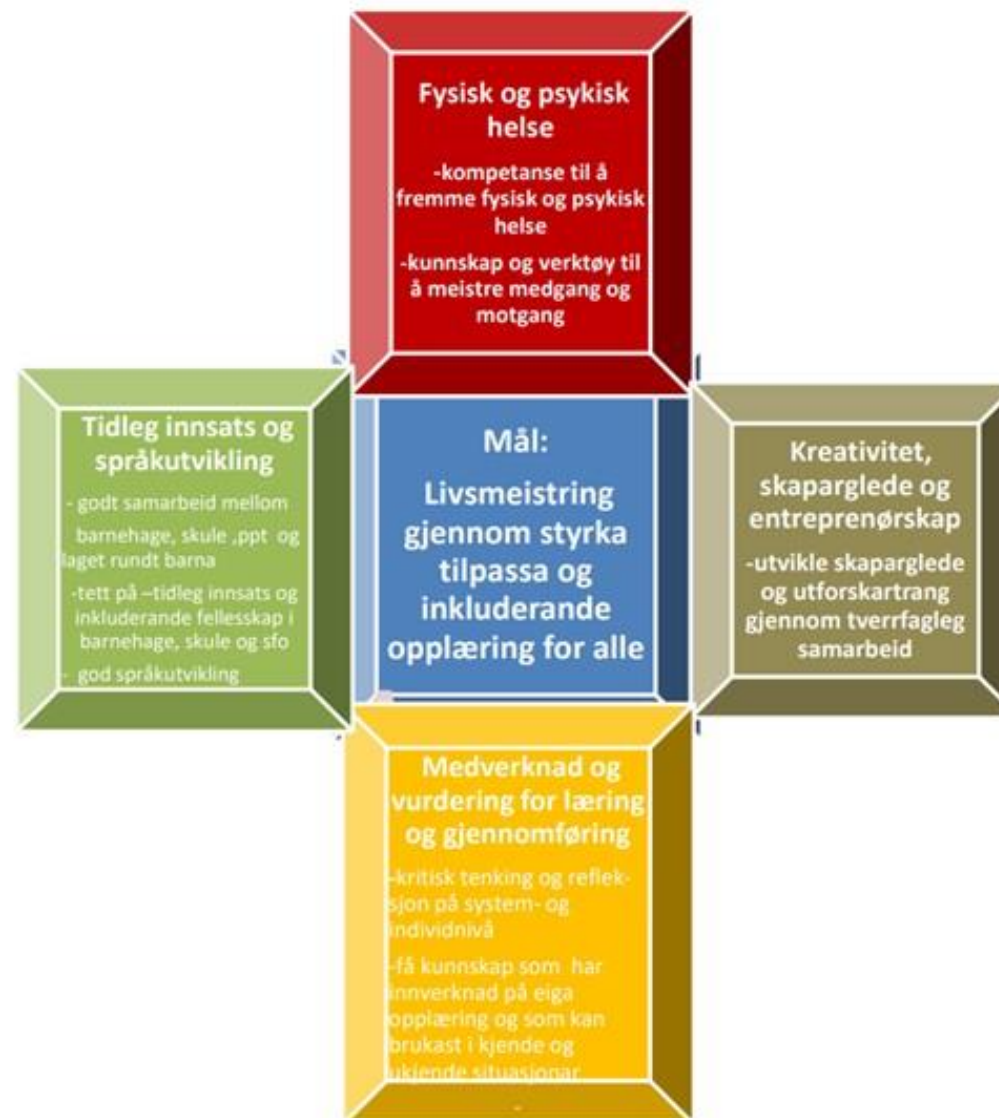 Fysisk og psykisk
helse
-kompetanse til å
fremme fysisk og psykisk
helse
-kunnskap og verktøy til
å meistre medgang og
motgang
Tidleg innsats og
språkutvikling
- godt samarbeid mellom
barnehage, skule ,ppt og
laget rundt barna
-tett på –tidleg innsats og
inkluderande fellesskap i
barnehage, skule og sfo
- god språkutvikling
Mål:
Livsmeistring
gjennom styrka
tilpassa og
inkluderande
opplæring for alle
Kreativitet,
skaparglede og
entreprenørskap
-utvikle skaparglede
og utforskartrang
gjennom tverrfagleg
samarbeid
Medverknad og
vurdering for læring
og gjennomføring
-kritisk tenking og reflek-
sjon på system- og
individnivå
-få kunnskap som har
innverknad på eiga
opplæring og som kan
brukast i kjende og
ukjende situasjonar
-